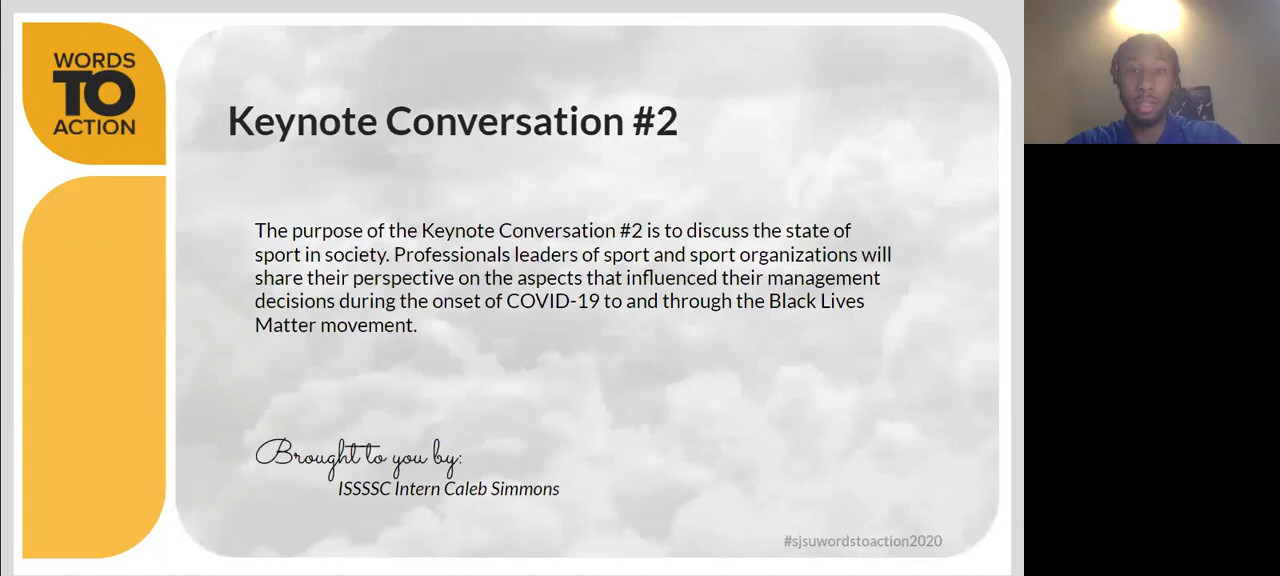 WORDS
TO
ACTION
Keynote Conversation #2
The purpose of the Keynote Conversation #2 is to discuss the state of
sport in society. Professionals leaders of sport and sport organizations will
share their perspective on the aspects that influenced their management
decisions during the onset of COVID-19 to and through the Black Lives
Matter movement.
Brought to you by:
ISSSSC Intern Caleb Simmons
#sjsuwordstoaction2020